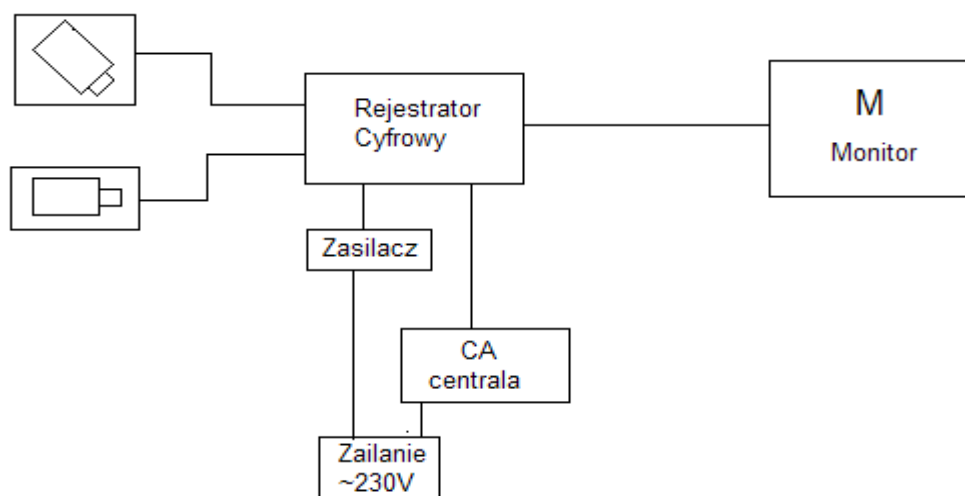 Rejestrator
Cyfrowy
M
Monitor
Zasilacz
CA
centrala
Zailanie
~230V